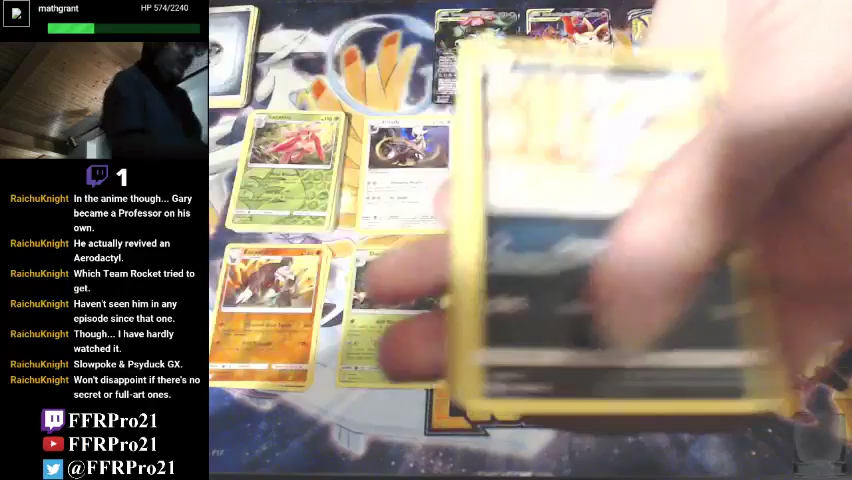 mathgrant
HP 574/2240
1
RaichuKnight In the anime though... Gary
became a Professor on his
own.
RaichuKnight He actually revived an
Aerodactyl.
RaichuKnight Which Team Rocket tried to
get.
RaichuKnight Haven't seen him in any
episode since that one.
RaichuKnight Though... I have hardly
watched it.
RaichuKnight Slowpoke & Psyduck GX.
RaichuKnight Won't disappoint if there's no
secret or full-art ones.
FFRPro21
FFRPro21
@FFRPro21